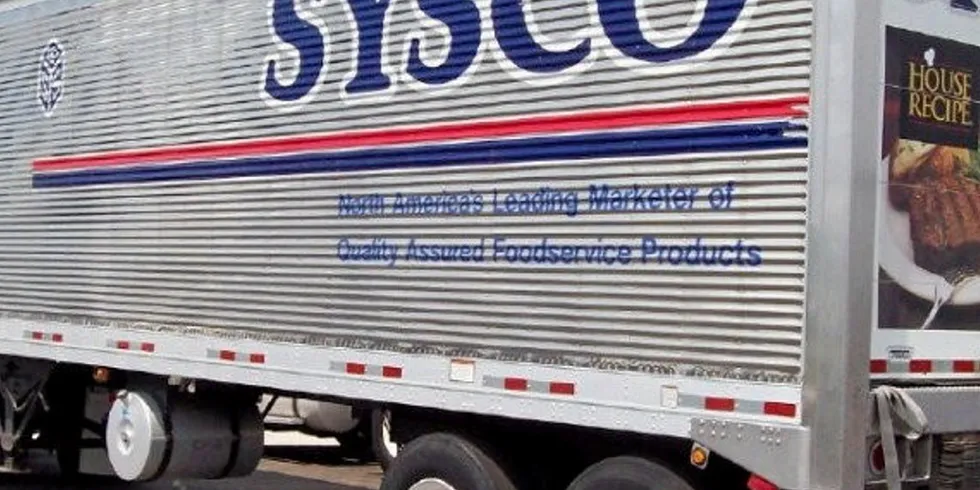 SYSCO
North America's Leading Marketer of
Quality Assured Foodservice Products
HOUSE
RECIPE